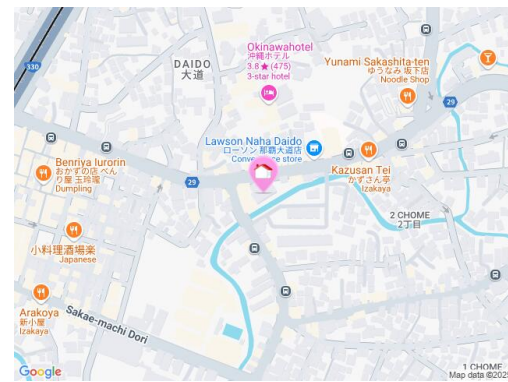 Okinawahotel
沖縄ホテル
3.8★ (475)
3-star hotel
DAIDO
大道
Yunami Sakashita-ten
ゆうなみ 坂下店
Noodle Shop
330
29
Lawson Naha Daido
ローソン 那覇大道店
Convenience store
Benriya Iurorin
おかずの店 べん
り屋 玉玲瓏
Dumpling
29
Kazusan Tei
かずさん亭
Izakaya
2 CHOME
2丁目
小料理酒場楽
Japanese
Arakoya
新小屋
Izakaya
Sakae-machi Dori
Google
1 CHOME
Map data ©2025